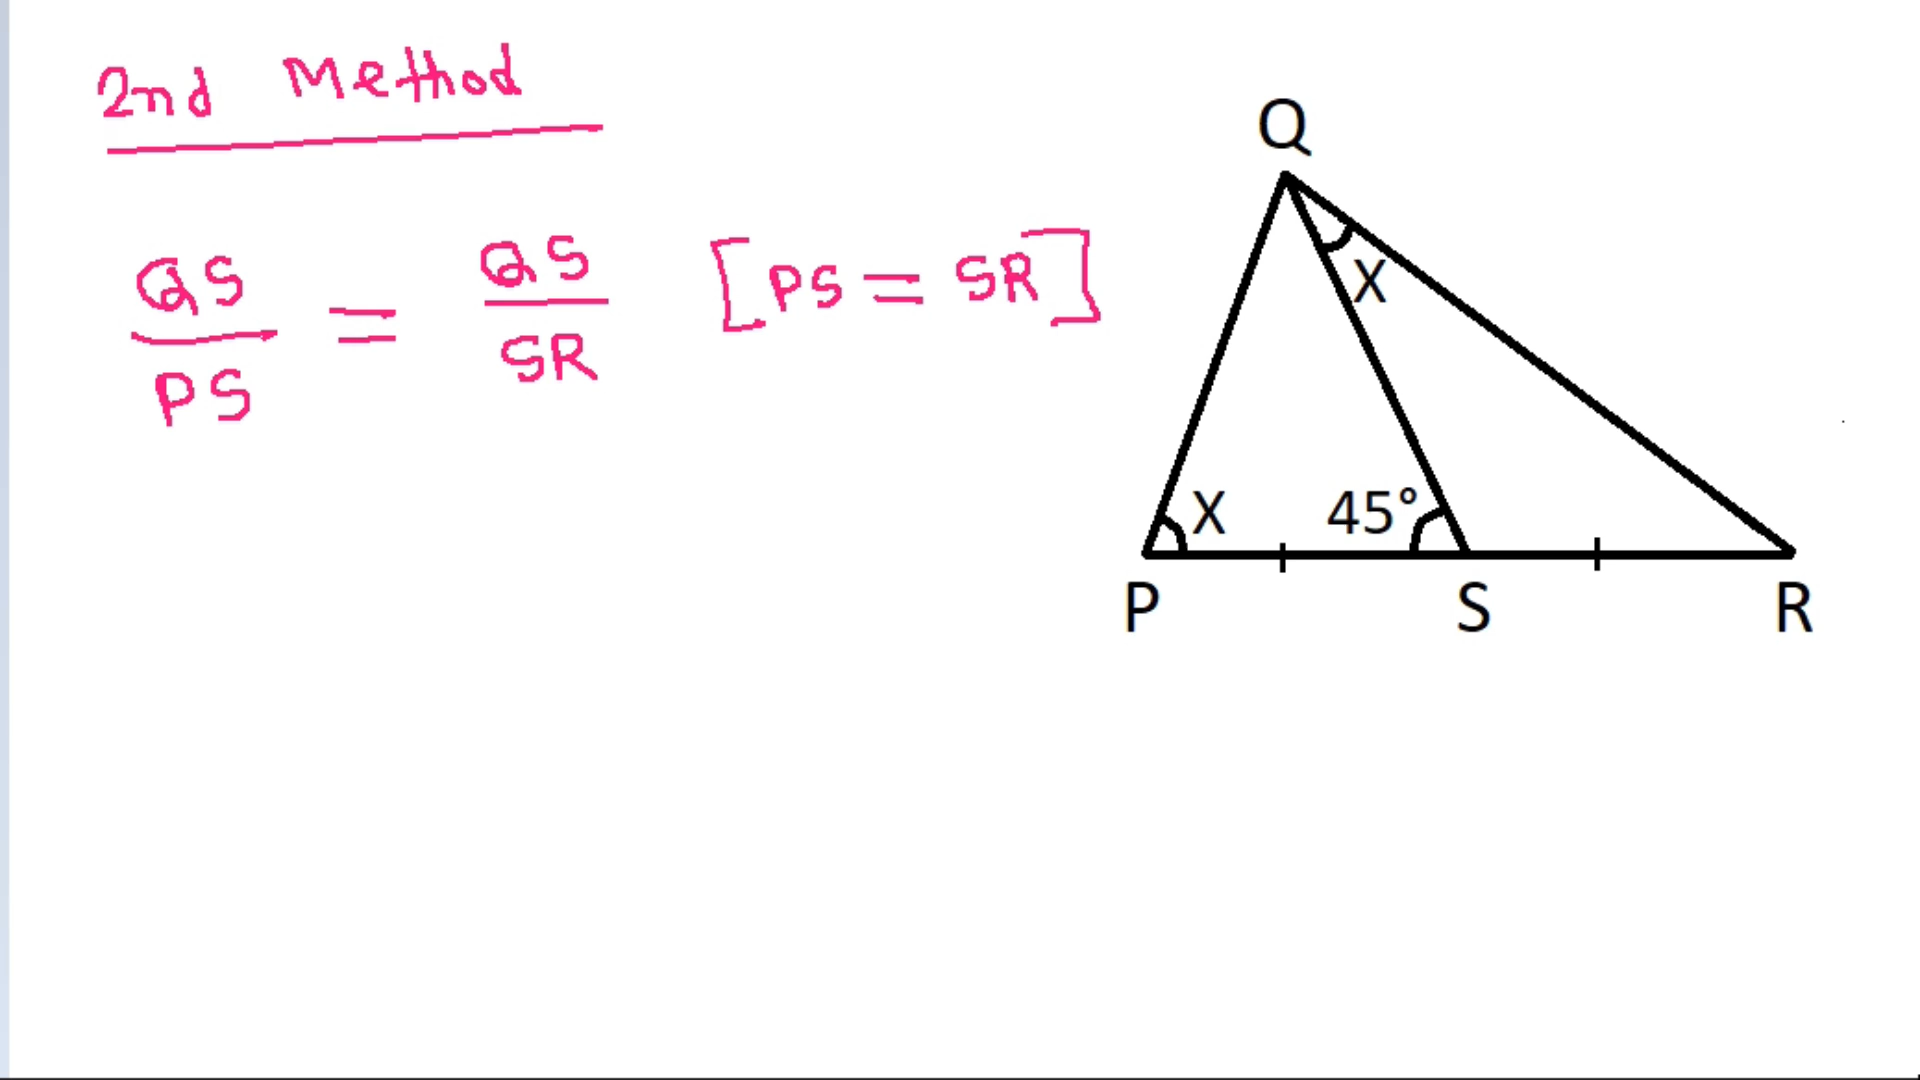 2nd Method
QS/PS = QS/SR [PS = SR]
Q
X
X 45°
P S R